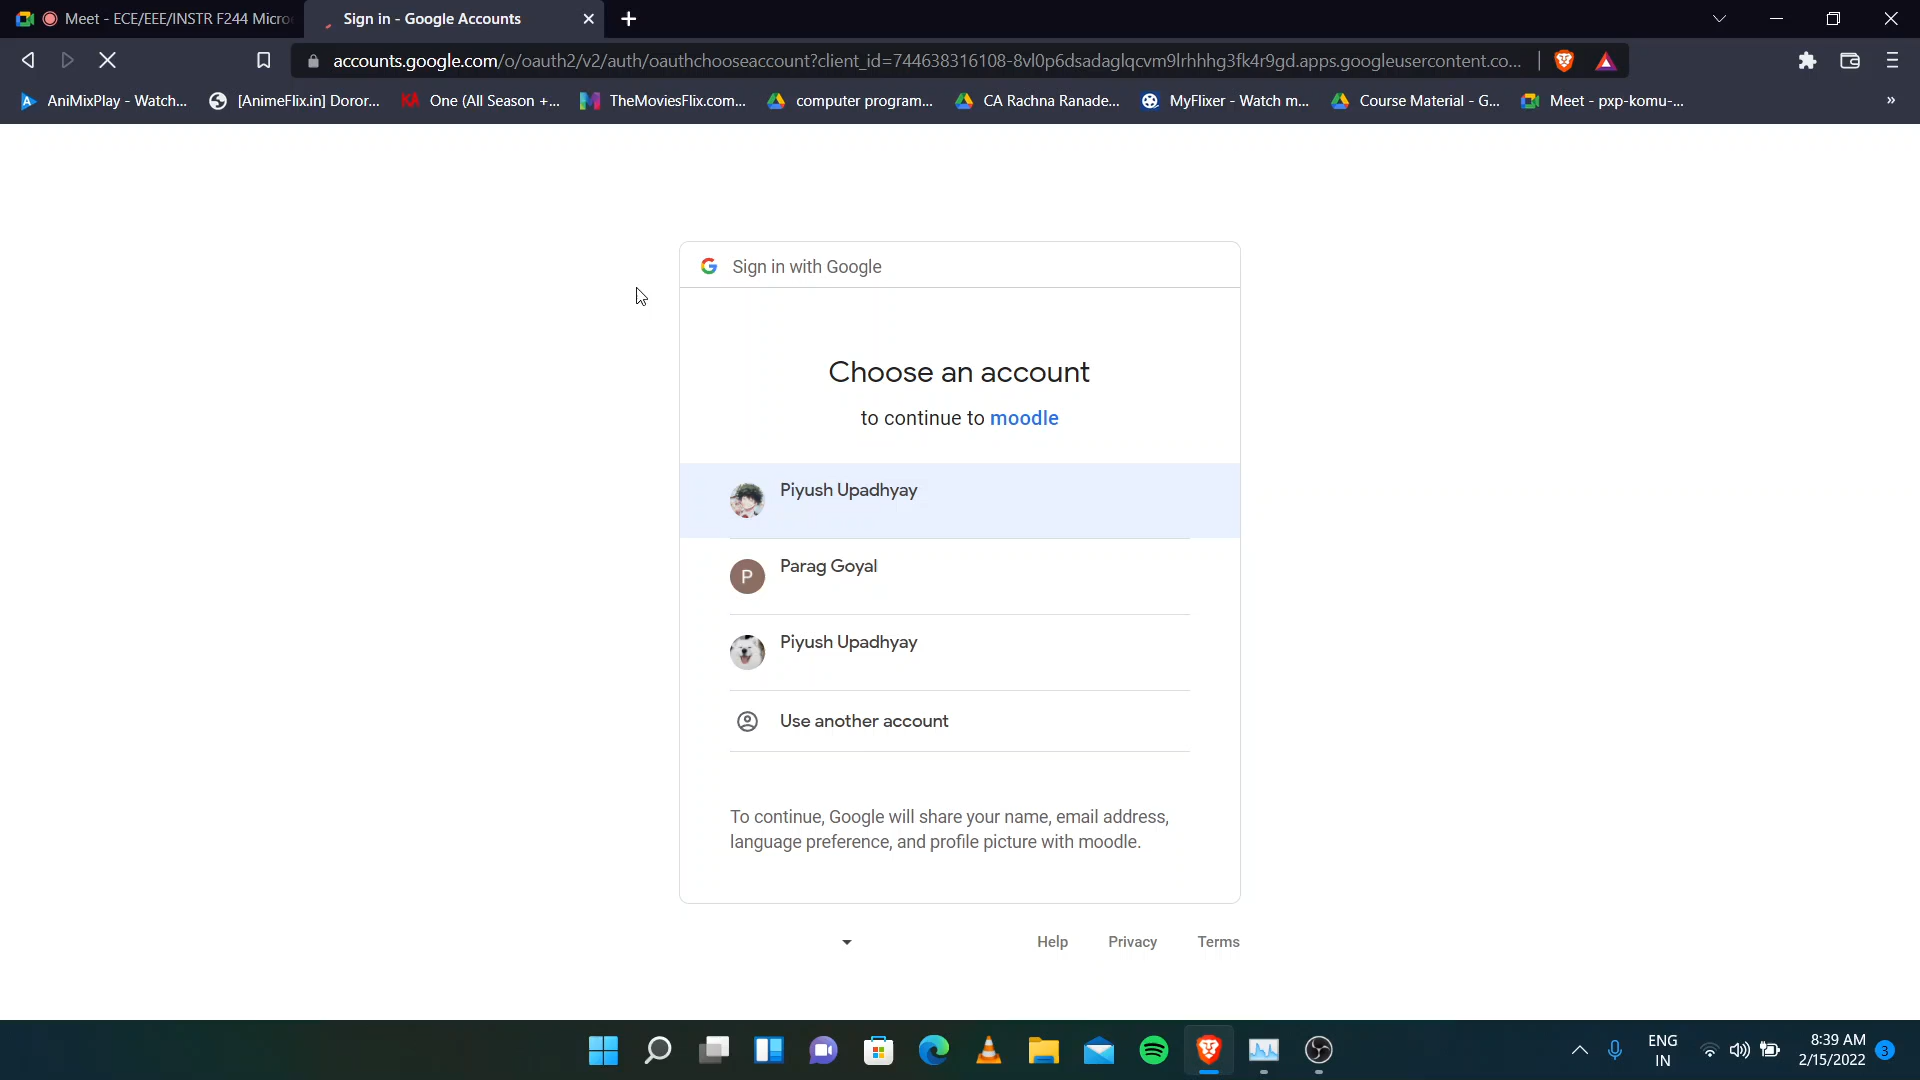 Meet - ECE/EEE/INSTR F244 Micro
Sign in - Google Accounts
accounts.google.com/o/oauth2/v2/auth/oauthchooseaccount?client_id=744638316108-8vl0p6dsadaglqcvm9lrhhhg3fk4r9gd.apps.googleusercontent.co...
AniMixPlay - Watch...
[AnimeFlix.in] Doror...
KA One (All Season +...
TheMoviesFlix.com...
computer program...
CA Rachna Ranade...
MyFlixer - Watch m...
Course Material - G...
Meet - pxp-komu-...
»
Sign in with Google
Choose an account
to continue to moodle
Piyush Upadhyay
P
Parag Goyal
Piyush Upadhyay
Use another account
To continue, Google will share your name, email address,
language preference, and profile picture with moodle.
Help
Privacy
Terms
ENG
IN
8:39 AM
2/15/2022
3